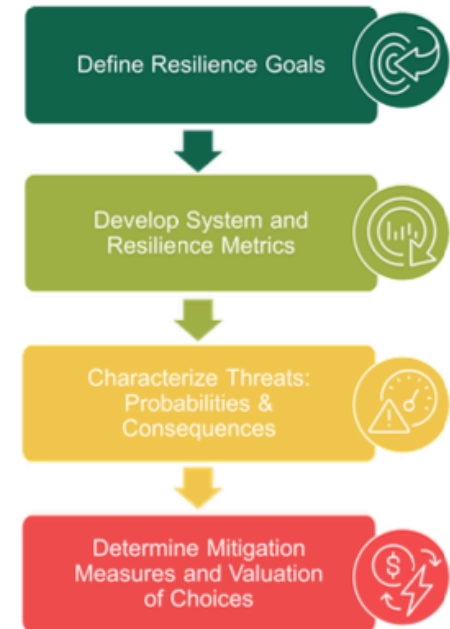 Define Resilience Goals
Develop System and
Resilience Metrics
Characterize Threats:
Probabilities &
Consequences
$
Determine Mitigation
Measures and Valuation
of Choices